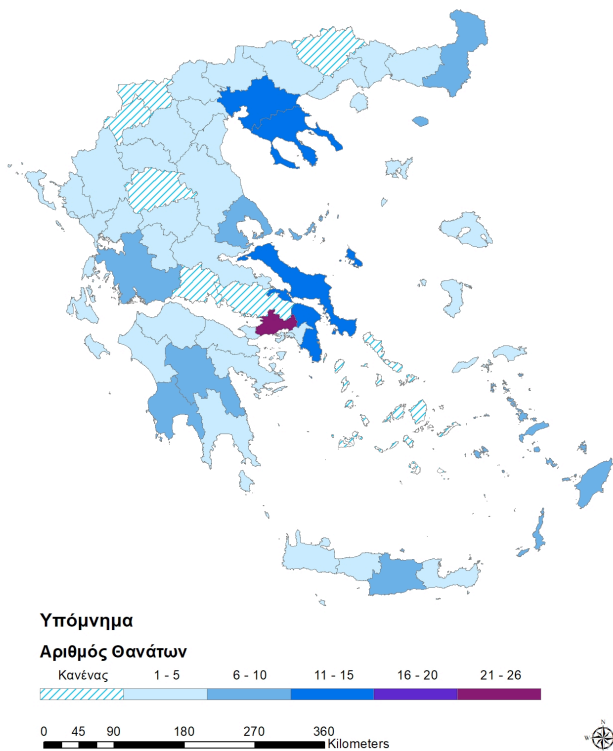 Υπόμνημα
Αριθμός Θανάτων
Κανένας 1 - 5 6 - 10 11 - 15 16 - 20 21 - 26
0 45 90 180 270 360
Kilometers
N
W